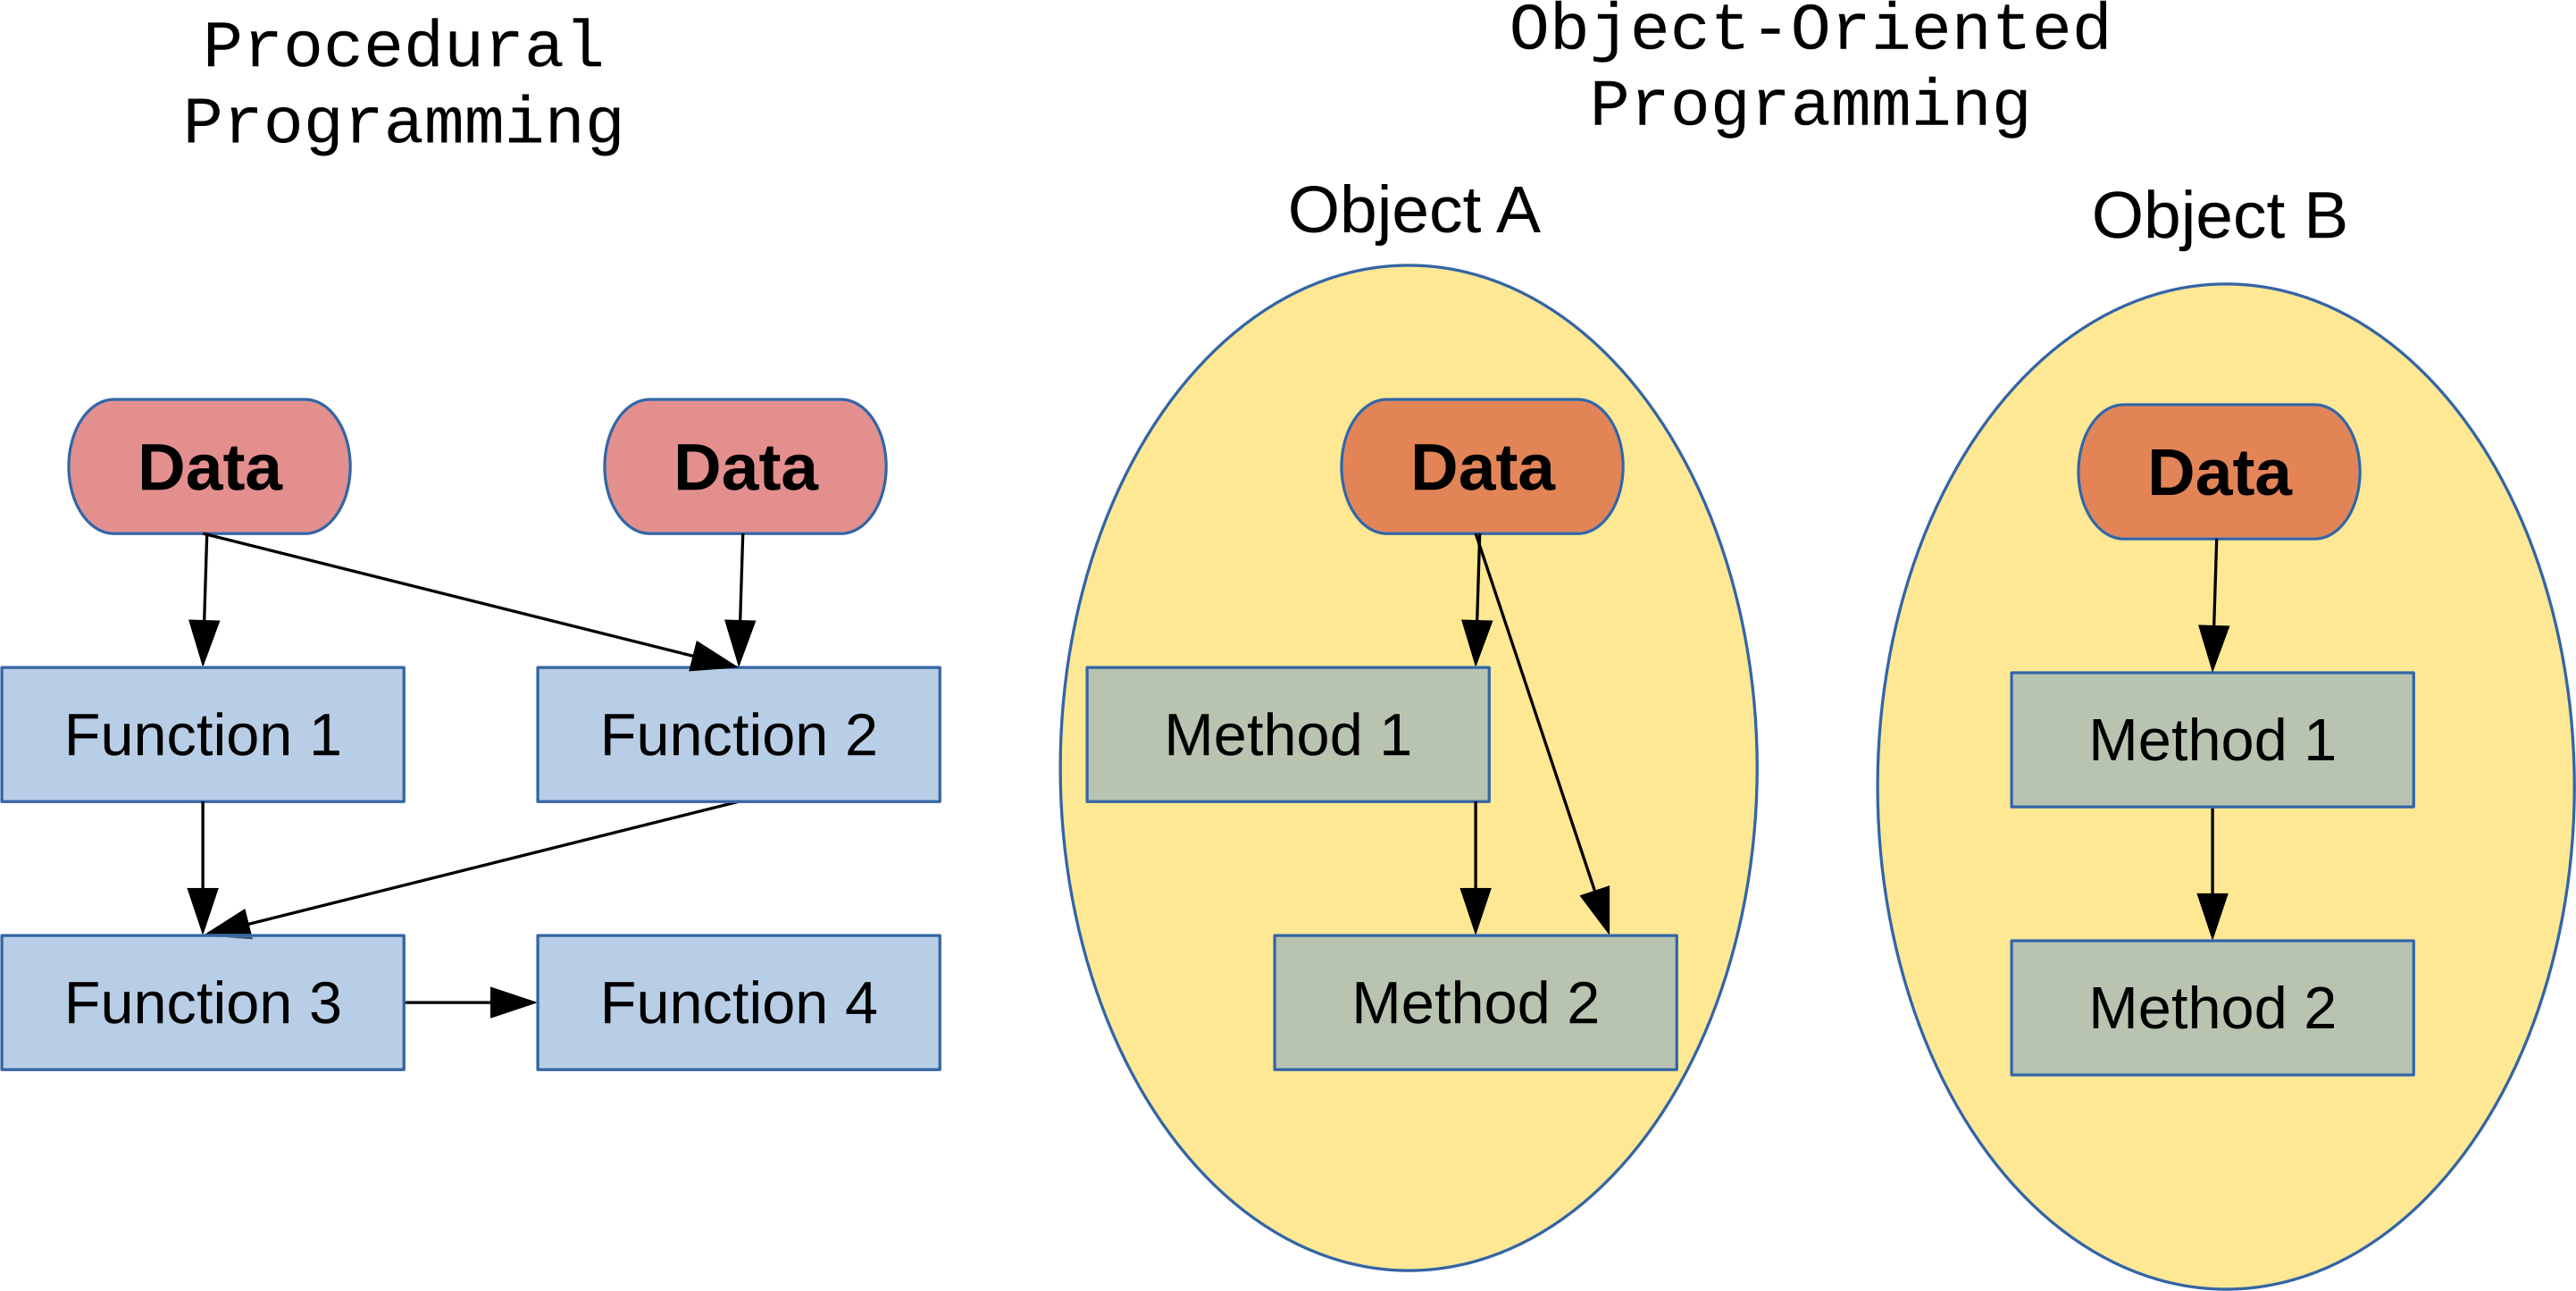 Procedural
Programming
Object-Oriented
Programming
Object A
Object B
Data
Data
Function 1
Function 2
Function 3
Function 4
Data
Method 1
Method 2
Data
Method 1
Method 2